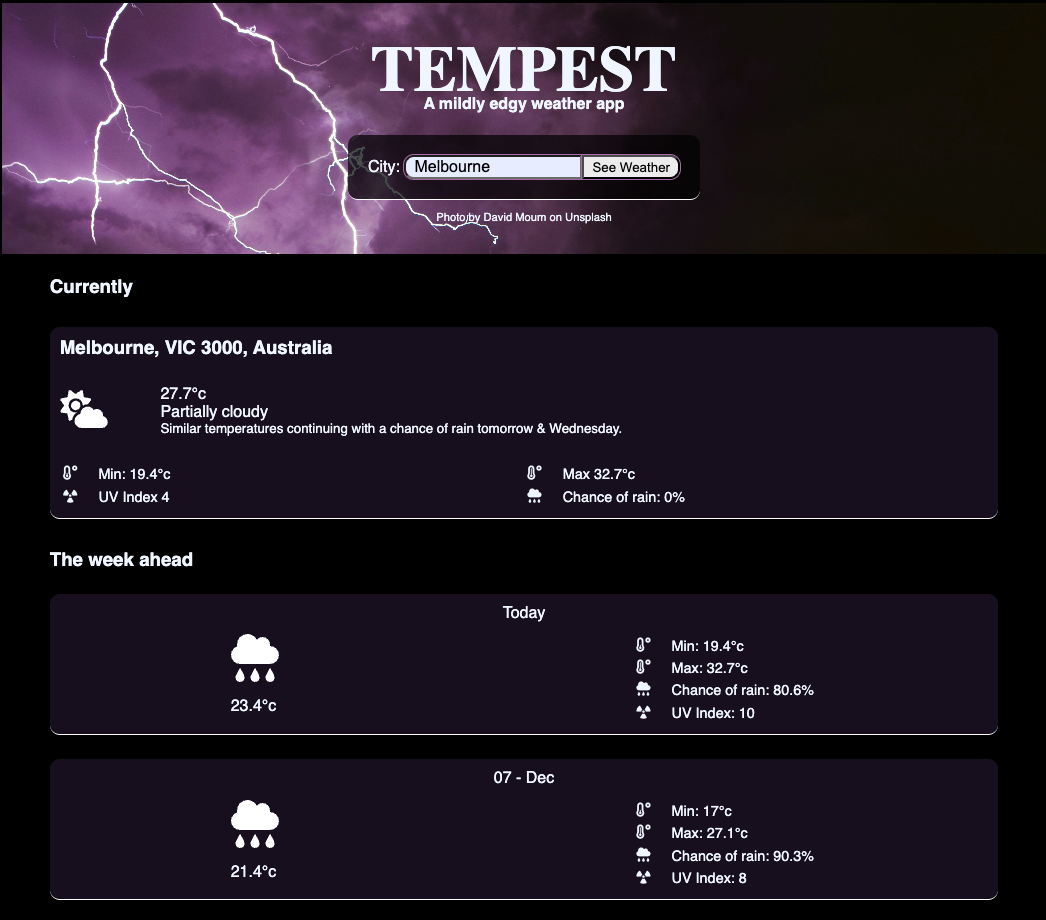 TEMPEST
A mildly edgy weather app
City: Melbourne See Weather
Photo by David Moum on Unsplash
Currently
Melbourne, VIC 3000, Australia
27.7°c
Partially cloudy
Similar temperatures continuing with a chance of rain tomorrow & Wednesday.
Min: 19.4°c
Max 32.7°c
UV Index 4
Chance of rain: 0%
The week ahead
Today
23.4°c
Min: 19.4°c
Max: 32.7°c
Chance of rain: 80.6%
UV Index: 10
07 - Dec
21.4°c
Min: 17°c
Max: 27.1°c
Chance of rain: 90.3%
UV Index: 8